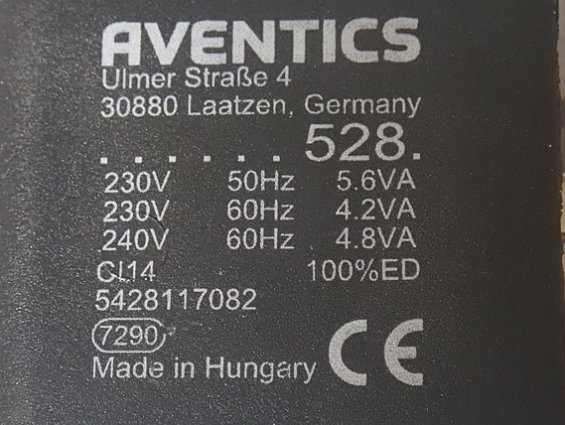 AVENTICS
Ulmer Straße 4
30880 Laatzen, Germany
. . . . . . 528.
230V 50Hz 5.6VA
230V 60Hz 4.2VA
240V 60Hz 4.8VA
CL14 100%ED
5428117082
7290
Made in Hungary CE